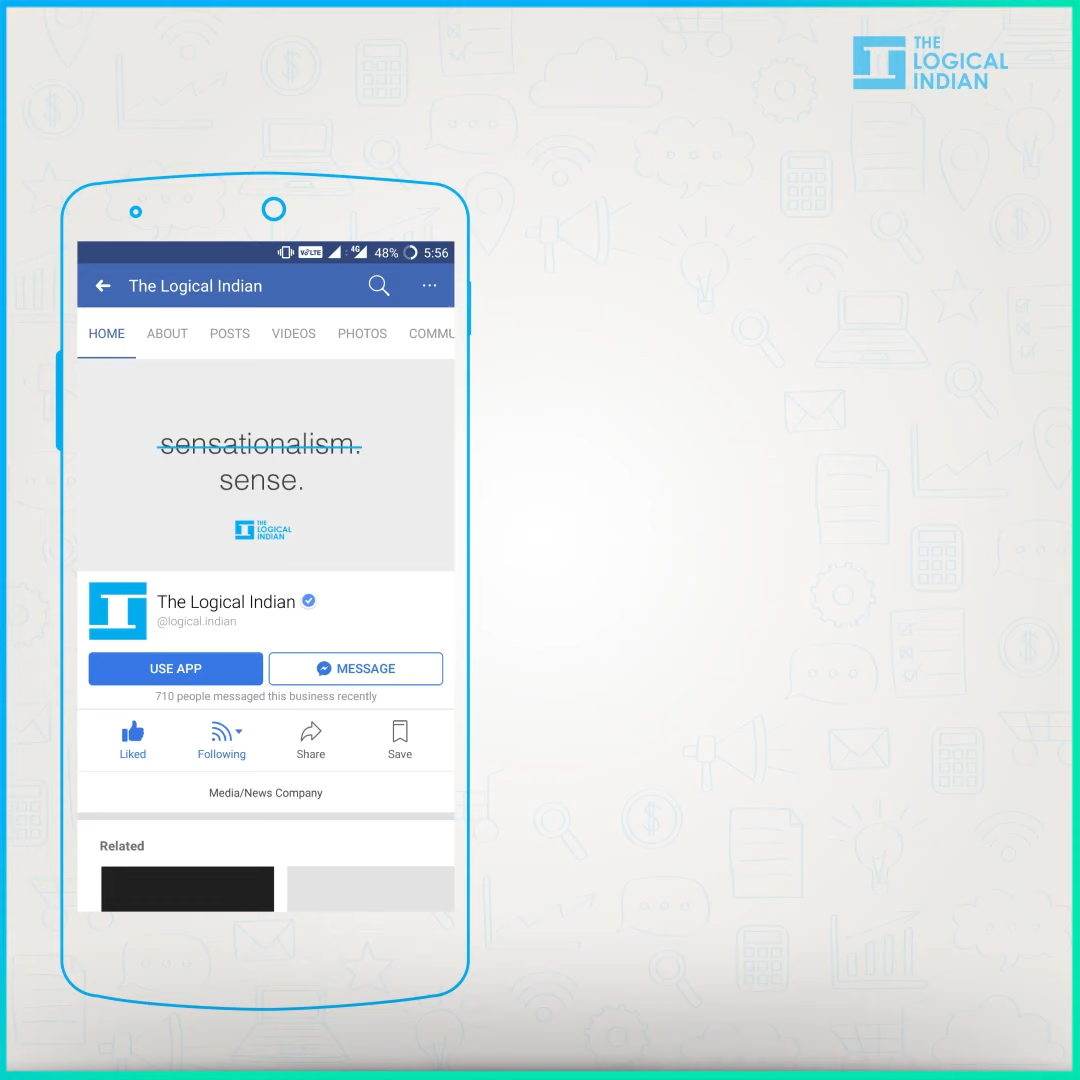 THE
LOGICAL
INDIAN
VoLTE 4G 48% 5:56
The Logical Indian
HOME ABOUT POSTS VIDEOS PHOTOS COMMU
sensationalism.
sense.
THE
LOGICAL
INDIAN
The Logical Indian
@logical.indian
USE APP MESSAGE
710 people messaged this business recently
Liked Following Share Save
Media/News Company
Related